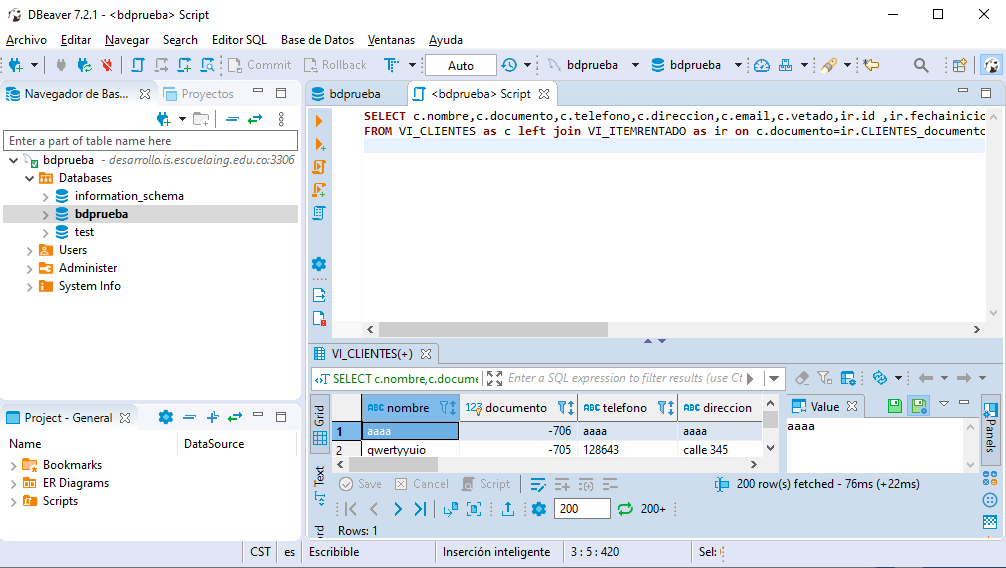 DBeaver 7.2.1 - <bdprueba> Script
Archivo Editar Navegar Search Editor SQL Base de Datos Ventanas Ayuda
Commit Rollback Auto bdprueba bdprueba
Navegador de Bas... Proyectos
Enter a part of table name here
bdprueba - desarrollo.is.escuelaing.edu.co:3306
Databases
information_schema
bdprueba
test
Users
Administer
System Info
Project - General
Name DataSource
Bookmarks
ER Diagrams
Scripts
bdprueba <bdprueba> Script
SELECT c.nombre,c.documento,c.telefono,c.direccion,c.email,c.vetado,ir.id ,ir.fechainicio
FROM VI_CLIENTES as c left join VI_ITEMRENTADO as ir on c.documento=ir.CLIENTES_documento
VI_CLIENTES(+)
SELECT c.nombre,c.docume Enter a SQL expression to filter results (use Ct
Grid
Text
ABC nombre 123 documento ABC telefono ABC direccion
1 aaaa -706 aaaa aaaa
2 qwertyyuio -705 128643 calle 345
Value
aaaa
Panels
Save Cancel Script 200 row(s) fetched - 76ms (+22ms)
200 200+
Rows: 1
CST es Escribible Inserción inteligente 3 : 5 : 420 Sel: